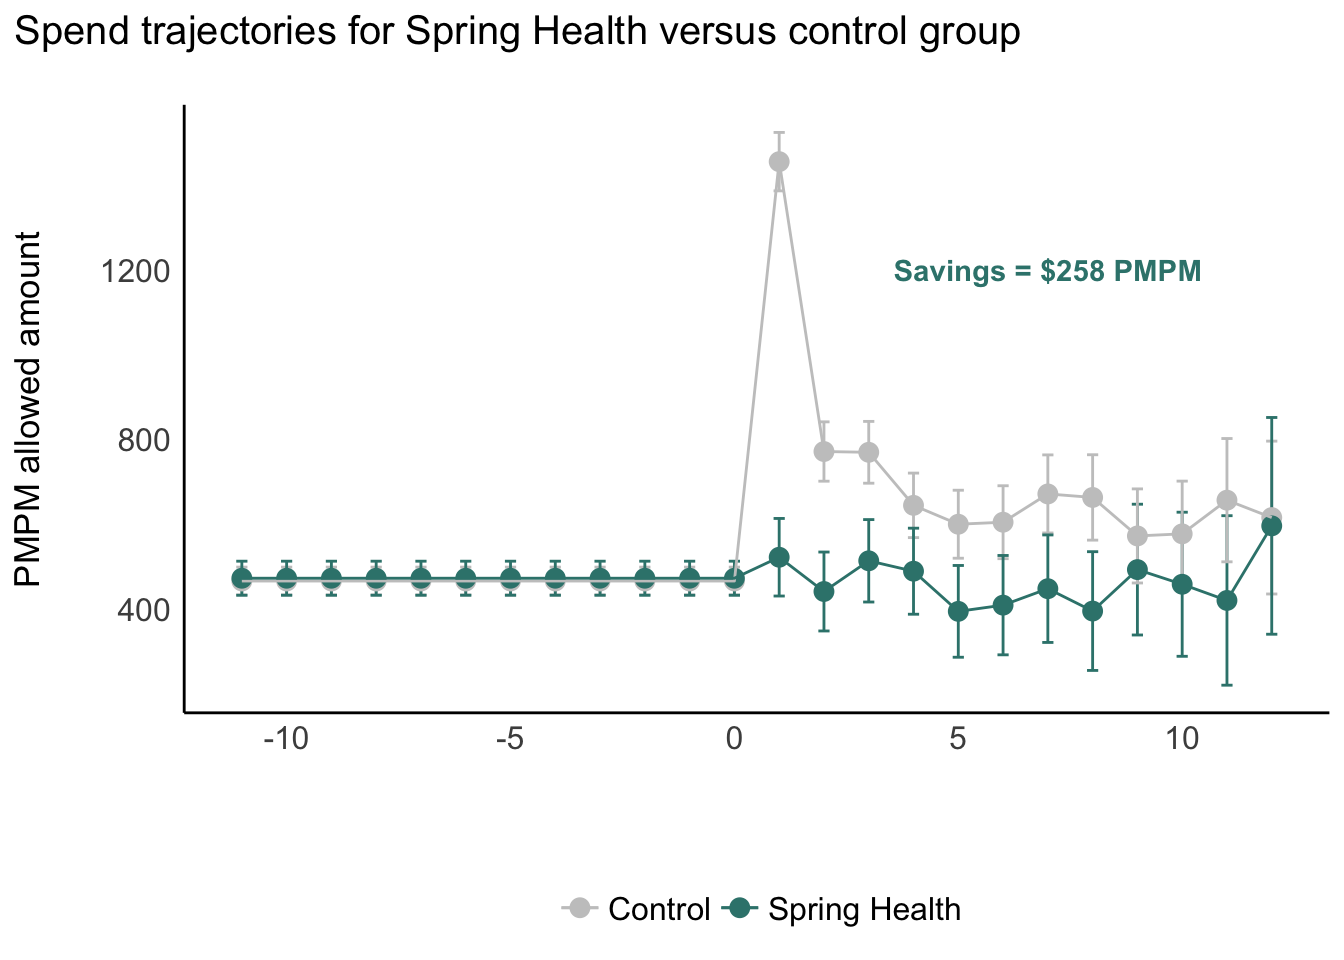 Spend trajectories for Spring Health versus control group
PMPM allowed amount
1200
800
400
Savings = $258 PMPM
-10
-5
0
5
10
Control
Spring Health